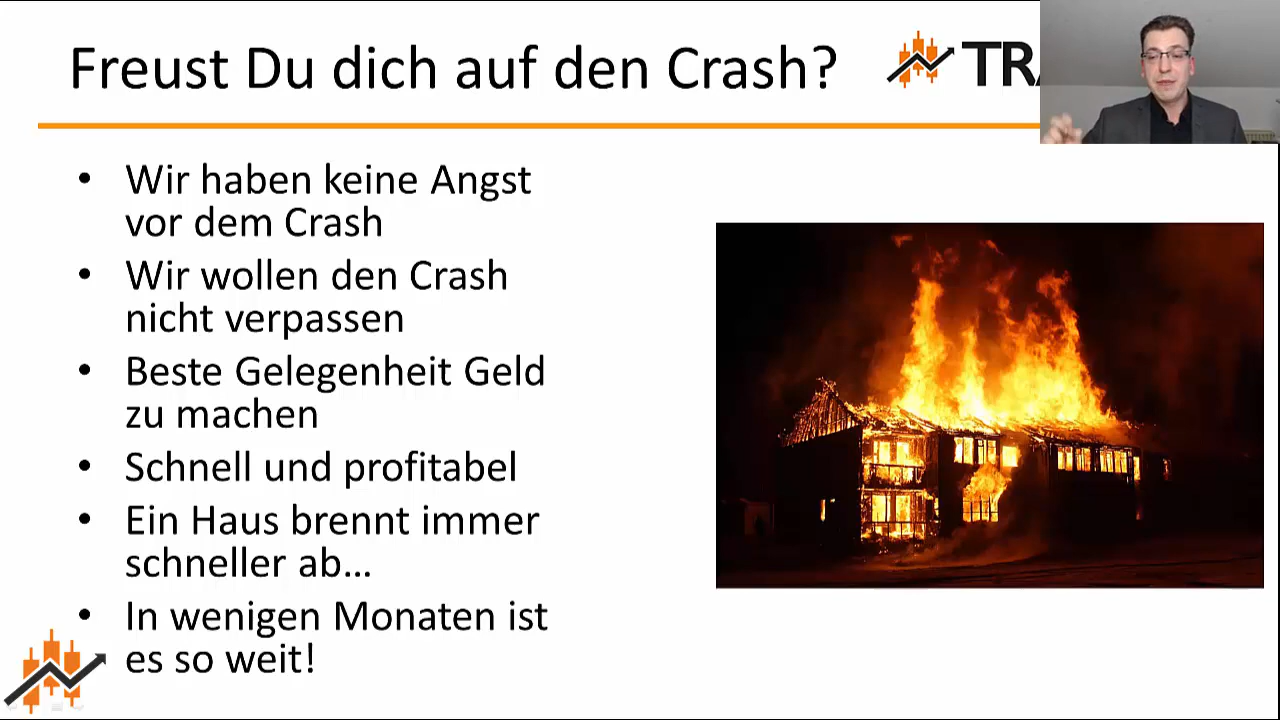 Freust Du dich auf den Crash?
TRA
• Wir haben keine Angst
vor dem Crash
• Wir wollen den Crash
nicht verpassen
• Beste Gelegenheit Geld
zu machen
• Schnell und profitabel
• Ein Haus brennt immer
schneller ab…
• In wenigen Monaten ist
es so weit!